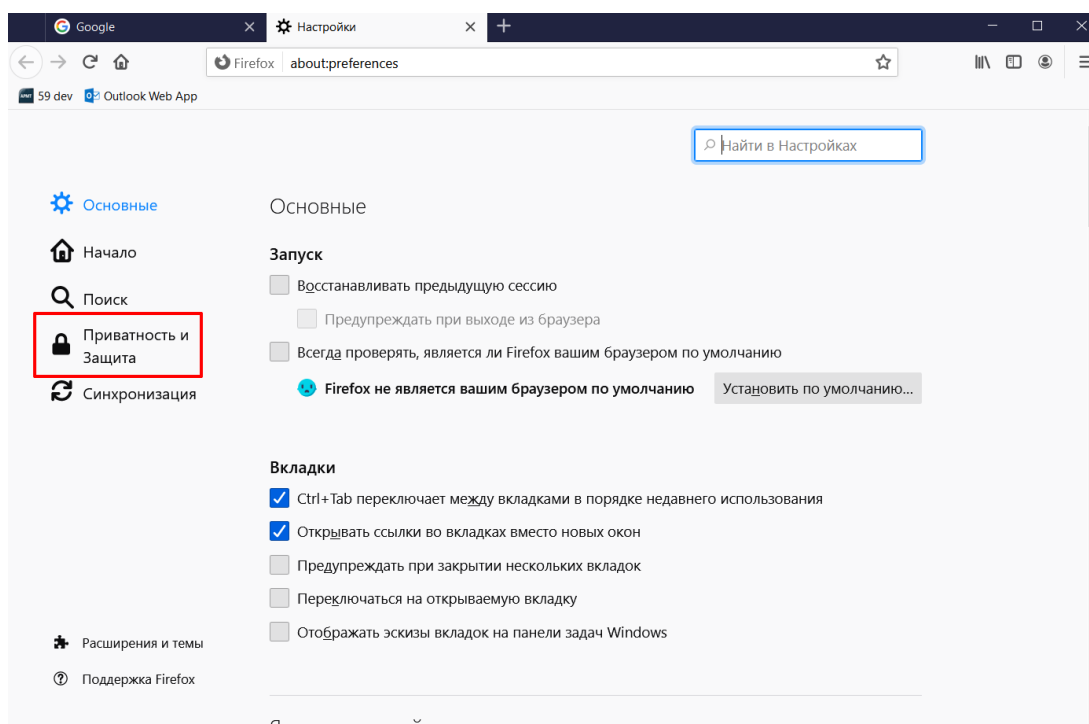 Google
Настройки
Firefox about:preferences
59 dev Outlook Web App
Найти в Настройках
Основные
Начало
Поиск
Приватность и
Защита
Синхронизация
Расширения и темы
Поддержка Firefox
Основные
Запуск
Восстанавливать предыдущую сессию
Предупреждать при выходе из браузера
Всегда проверять, является ли Firefox вашим браузером по умолчанию
Firefox не является вашим браузером по умолчанию Установить по умолчанию...
Вкладки
Ctrl+Tab переключает между вкладками в порядке недавнего использования
Открывать ссылки во вкладках вместо новых окон
Предупреждать при закрытии нескольких вкладок
Переключаться на открываемую вкладку
Отображать эскизы вкладок на панели задач Windows